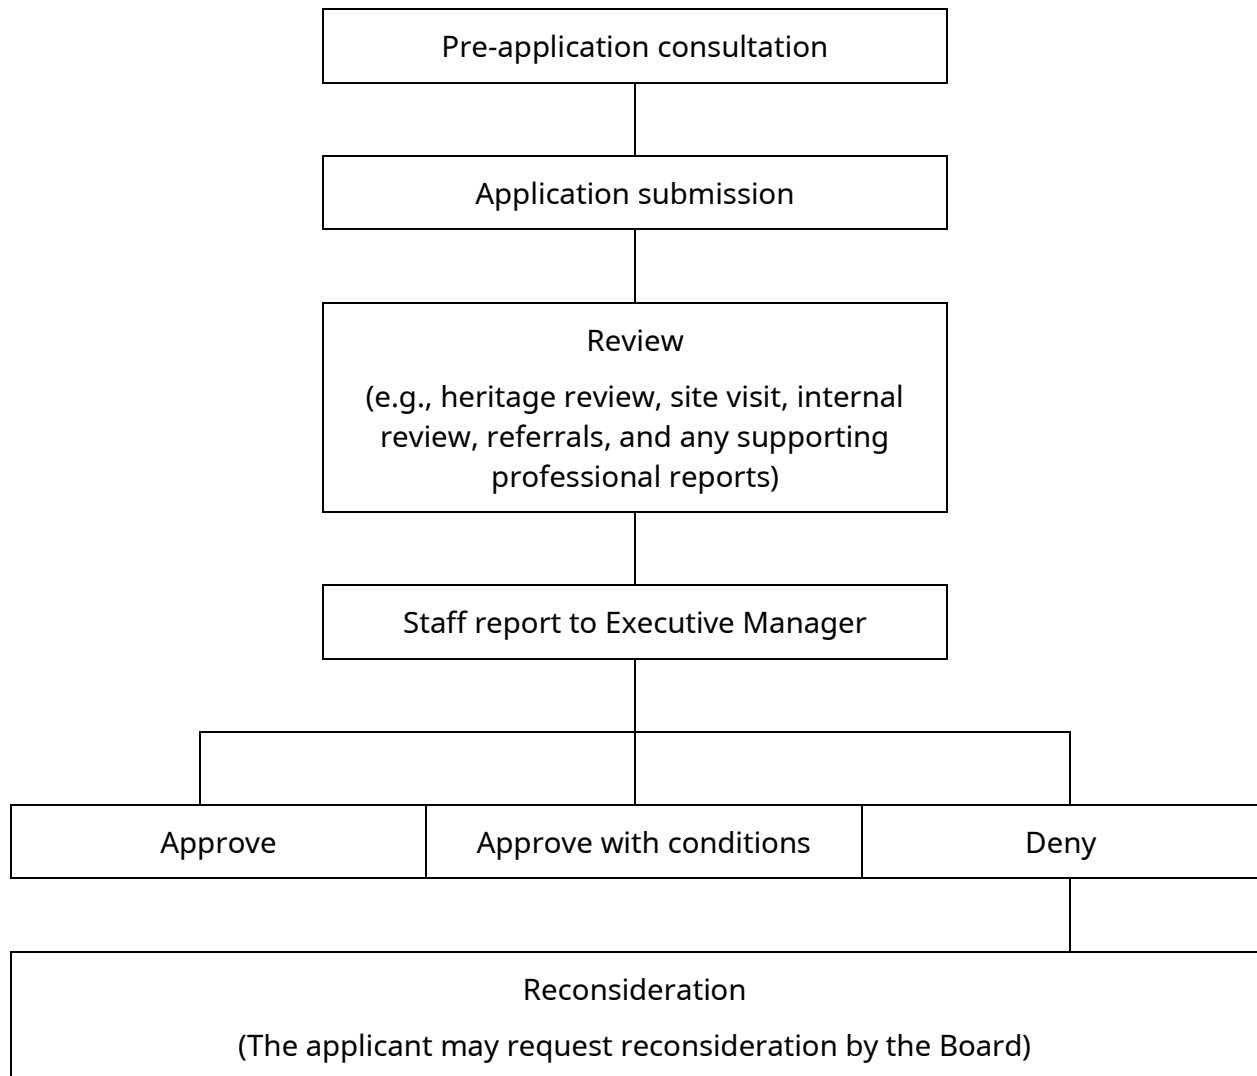 Pre-application consultation
Application submission
Review
(e.g., heritage review, site visit, internal
review, referrals, and any supporting
professional reports)
Staff report to Executive Manager
Approve
Approve with conditions
Deny
Reconsideration
(The applicant may request reconsideration by the Board)